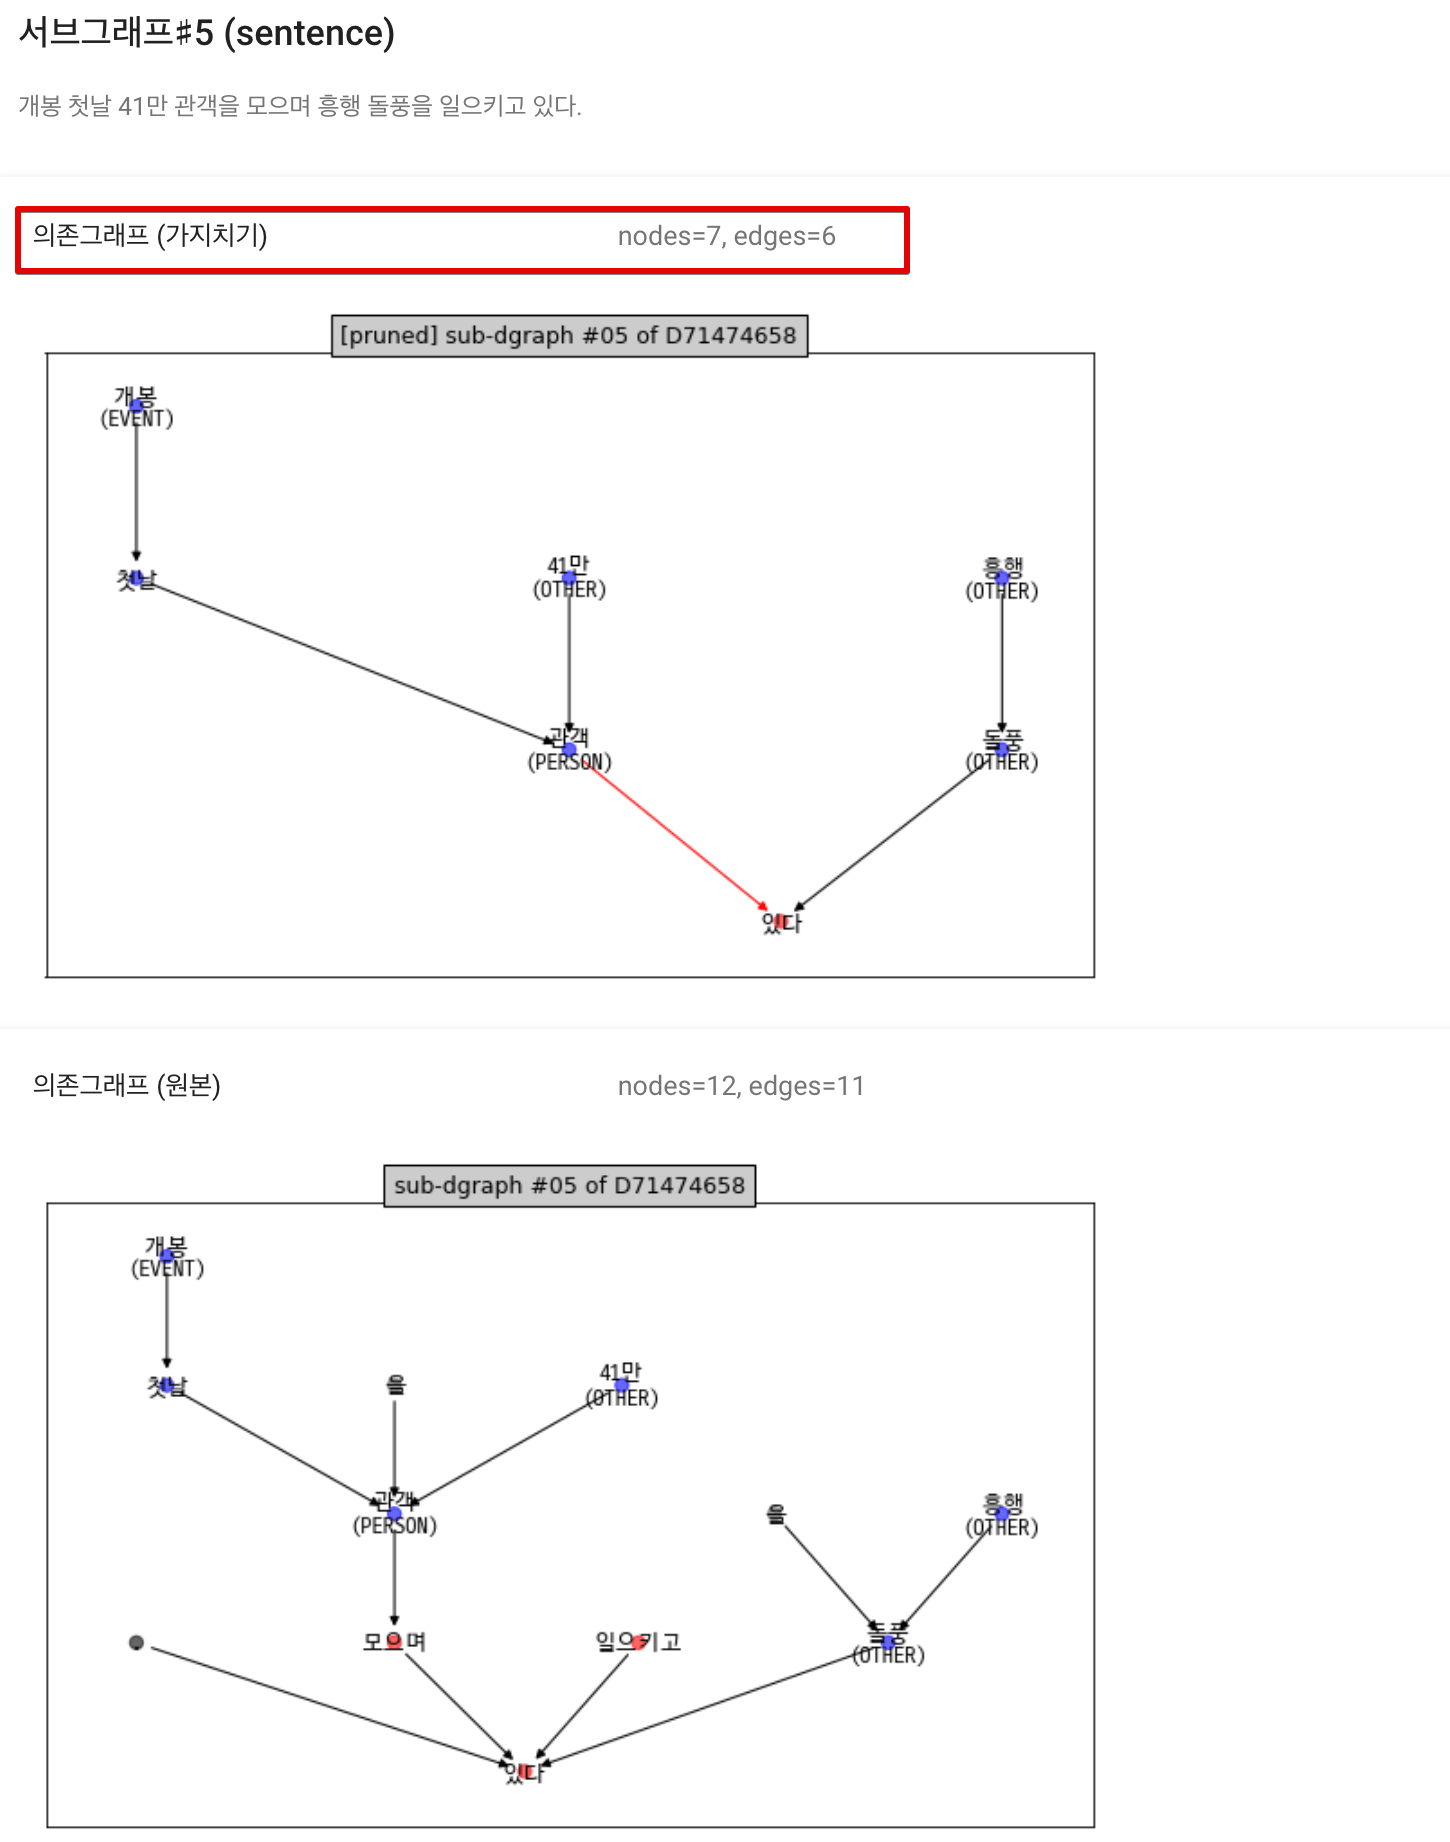 서브그래프#5 (sentence)
개봉 첫날 41만 관객을 모으며 흥행 돌풍을 일으키고 있다.
의존그래프 (가지치기) nodes=7, edges=6
[pruned] sub-dgraph #05 of D71474658
개봉
(EVENT)
첫날
41만
(OTHER)
흥행
(OTHER)
관객
(PERSON)
돌풍
(OTHER)
있다
의존그래프 (원본) nodes=12, edges=11
sub-dgraph #05 of D71474658
개봉
(EVENT)
첫날
을
41만
(OTHER)
관객
(PERSON)
을
흥행
(OTHER)
모으며
일으키고
돌풍
(OTHER)
있다